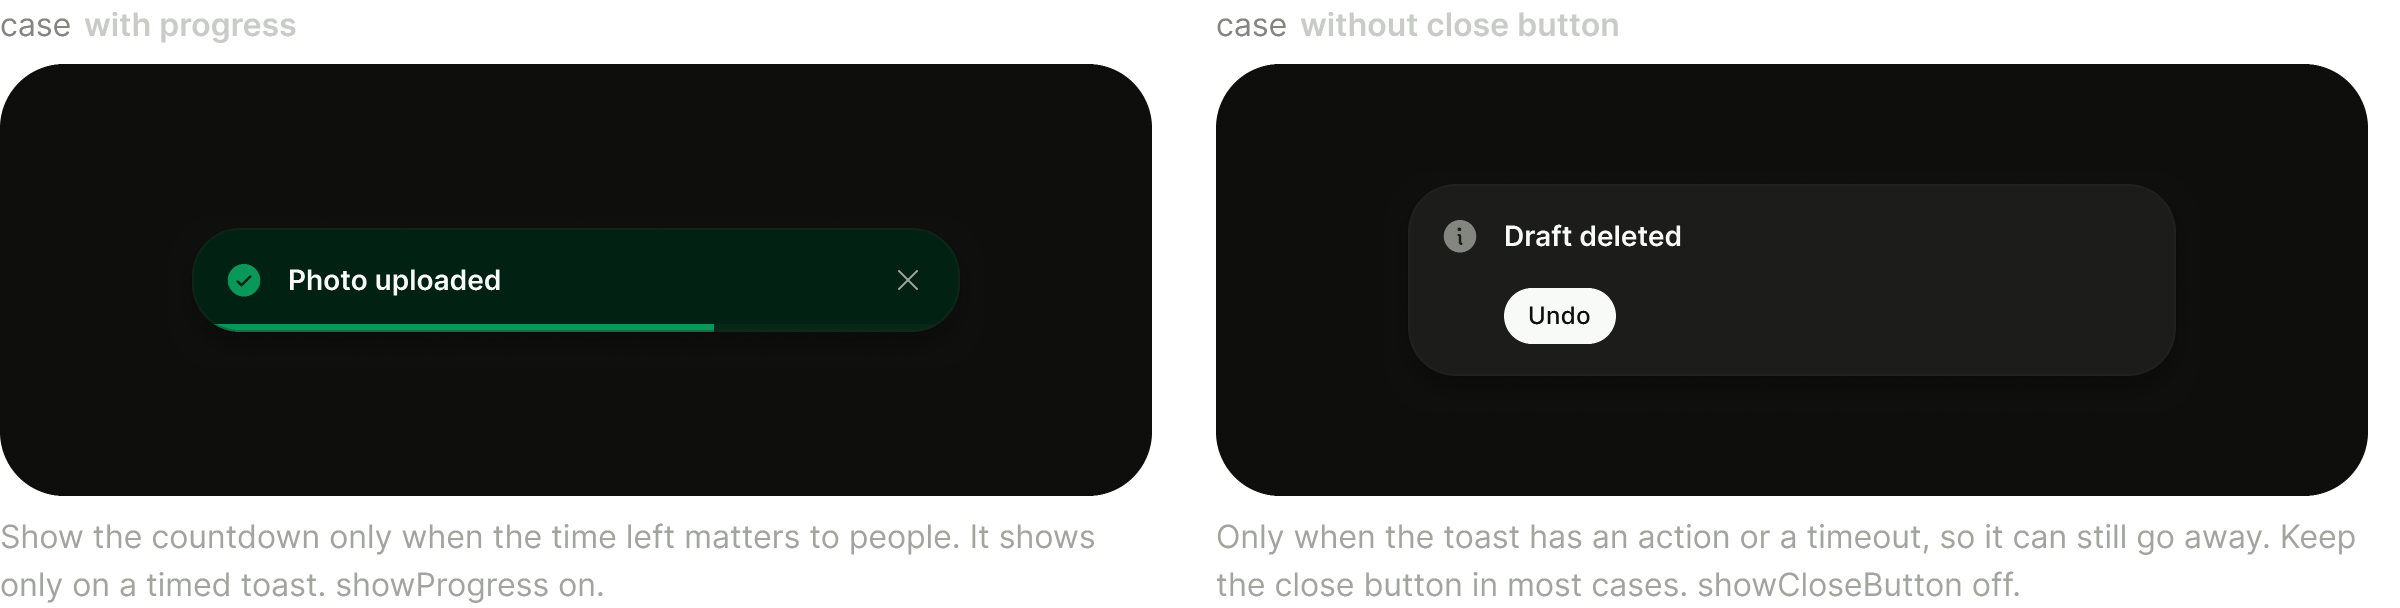 case with progress
Photo uploaded
Show the countdown only when the time left matters to people. It shows
only on a timed toast. showProgress on.
case without close button
Draft deleted
Undo
Only when the toast has an action or a timeout, so it can still go away. Keep
the close button in most cases. showCloseButton off.